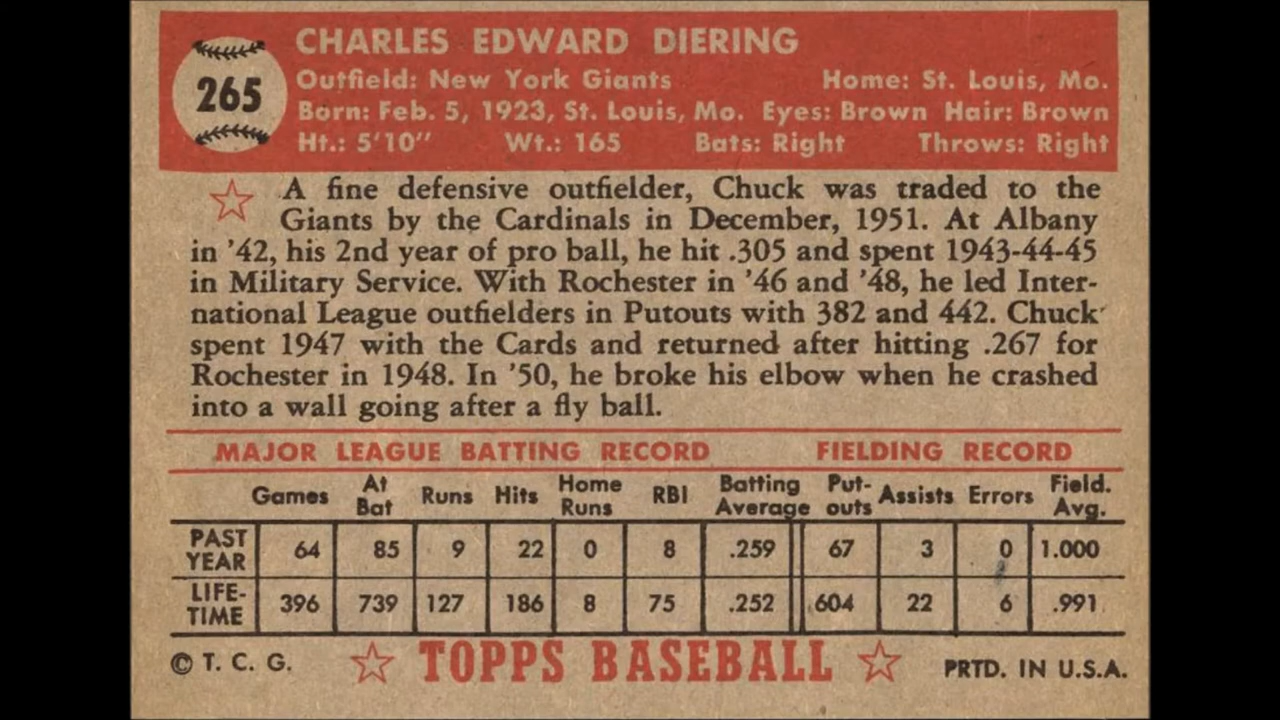 CHARLES EDWARD DIERING
265
Outfield: New York Giants Home: St. Louis, Mo.
Born: Feb. 5, 1923, St. Louis, Mo. Eyes: Brown Hair: Brown
Ht.: 5'10" Wt.: 165 Bats: Right Throws: Right
A fine defensive outfielder, Chuck was traded to the
Giants by the Cardinals in December, 1951. At Albany
in '42, his 2nd year of pro ball, he hit .305 and spent 1943-44-45
in Military Service. With Rochester in '46 and '48, he led Inter-
national League outfielders in Putouts with 382 and 442. Chuck
spent 1947 with the Cards and returned after hitting .267 for
Rochester in 1948. In '50, he broke his elbow when he crashed
into a wall going after a fly ball.
MAJOR LEAGUE BATTING RECORD FIELDING RECORD
Games At Bat Runs Hits Home Runs RBI Batting Average Put-outs Assists Errors Field. Avg.
PAST YEAR 64 85 9 22 0 8 .259 67 3 0 1.000
LIFE-TIME 396 739 127 186 8 75 .252 604 22 6 .991
© T. C. G. TOPPS BASEBALL PRTD. IN U.S.A.